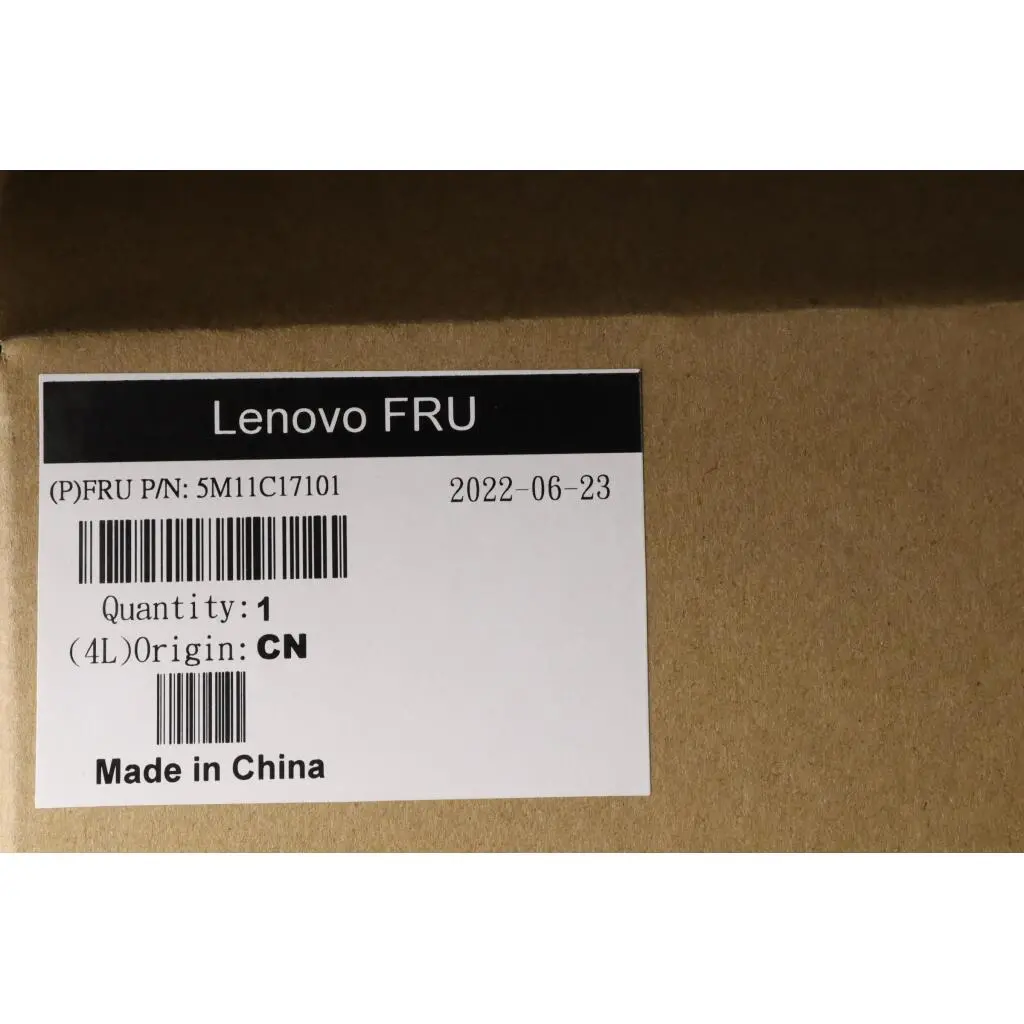 Lenovo FRU
(P)FRU P/N: 5M11C17101 2022-06-23
Quantity: 1
(4L)Origin: CN
Made in China